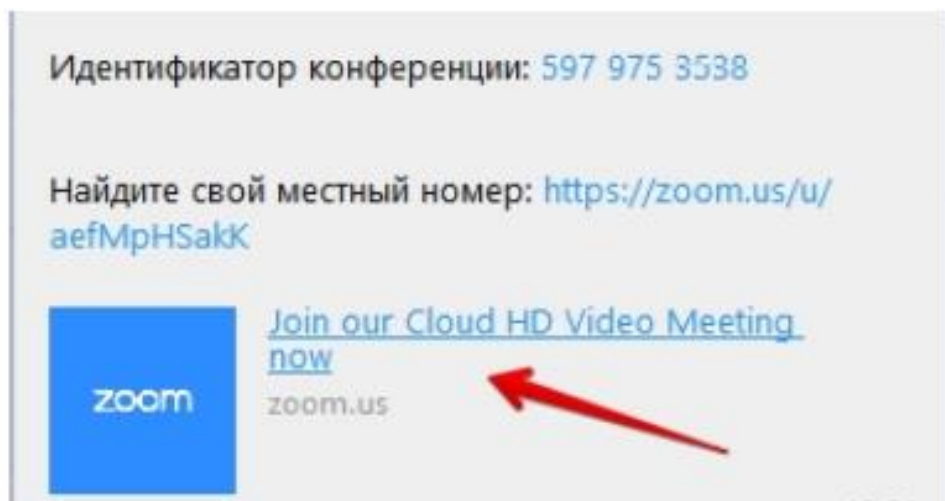 Идентификатор конференции: 597 975 3538
Найдите свой местный номер: https://zoom.us/u/
aefMpHSakK
Join our Cloud HD Video Meeting
now
zoom
zoom.us